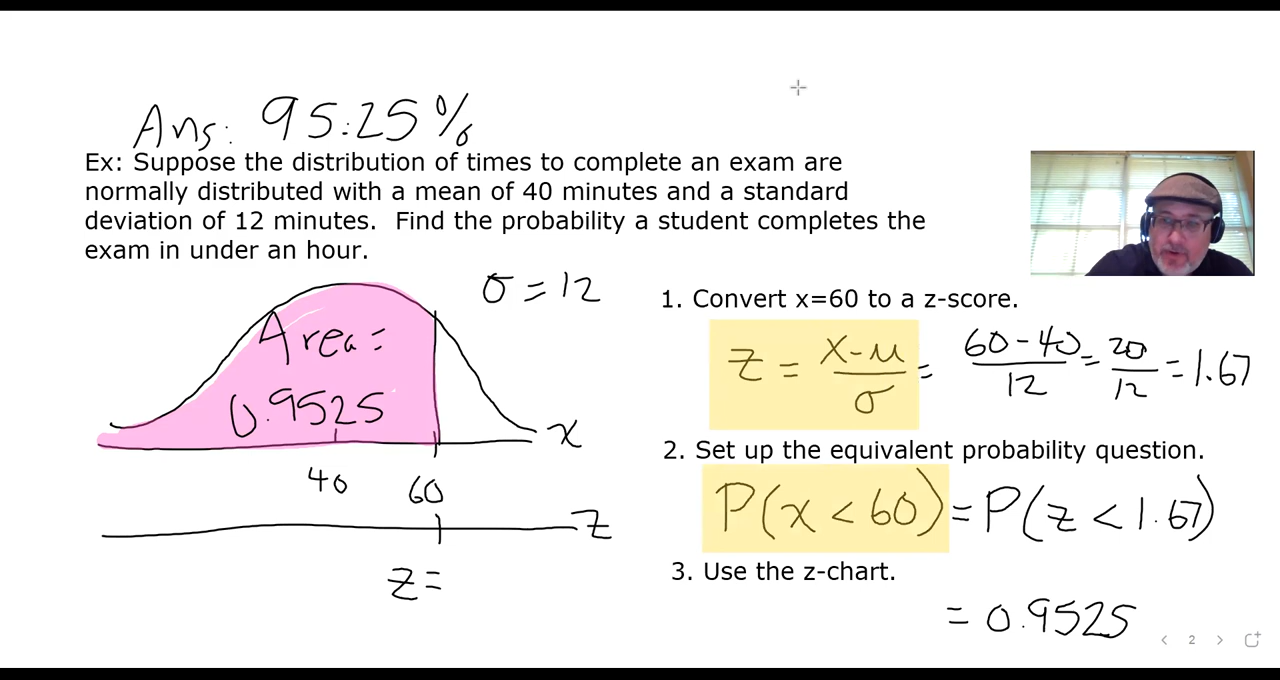 Ans: 95.25%
Ex: Suppose the distribution of times to complete an exam are
normally distributed with a mean of 40 minutes and a standard
deviation of 12 minutes. Find the probability a student completes the
exam in under an hour.
σ = 12
Area =
0.9525
x
40
60
z
z =
1. Convert x=60 to a z-score.
z = x-μ/σ = 60-40/12 = 20/12 = 1.67
2. Set up the equivalent probability question.
P(x < 60) = P(z < 1.67)
3. Use the z-chart.
= 0.9525
< 2 >